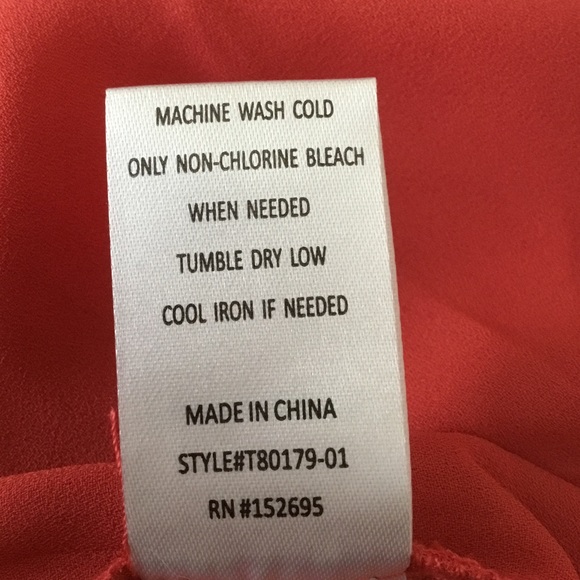 MACHINE WASH COLD
ONLY NON-CHLORINE BLEACH
WHEN NEEDED
TUMBLE DRY LOW
COOL IRON IF NEEDED
MADE IN CHINA
STYLE#T80179-01
RN #152695